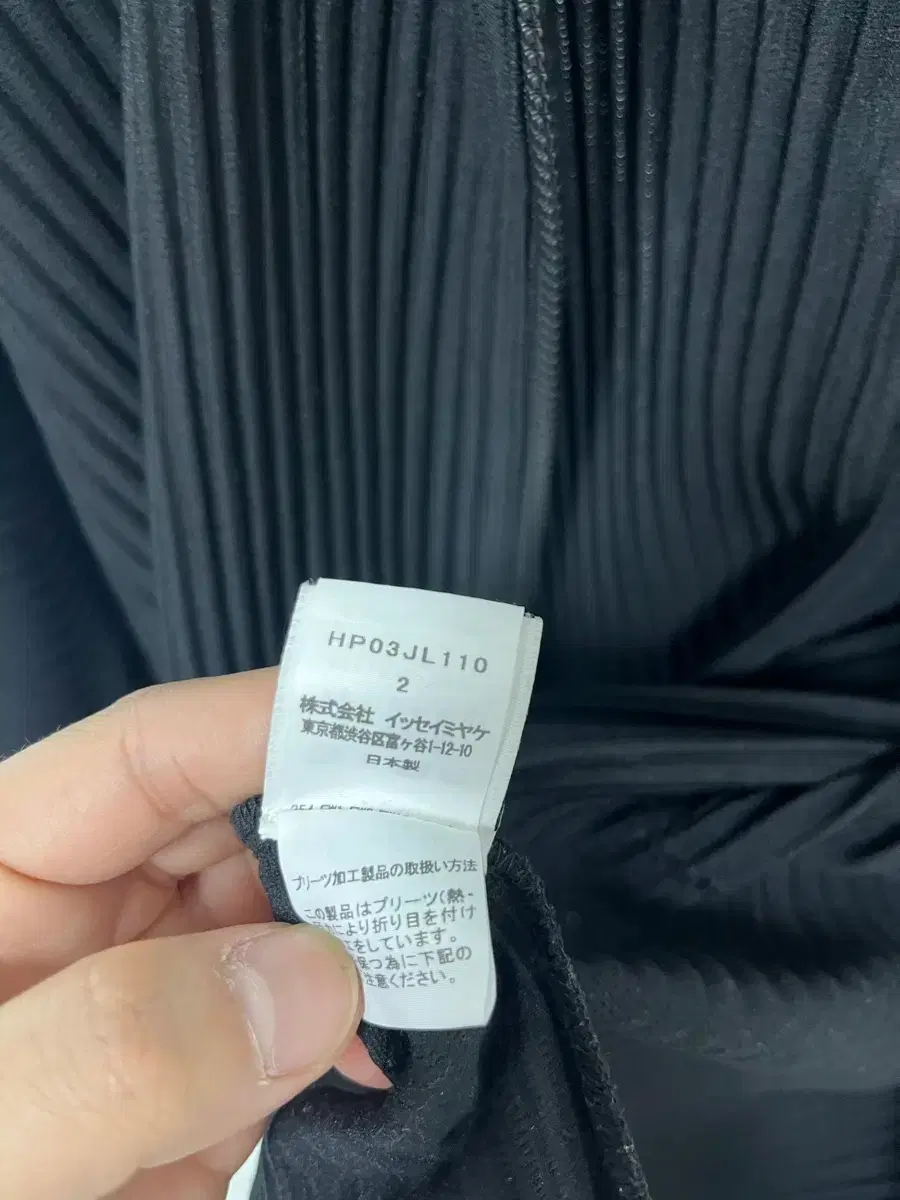 HP03JL110
2
株式会社 イッセイミヤケ
東京都渋谷区富ヶ谷1-12-10
日本製
プリーツ加工製品の取扱い方法
この製品はプリーツ(熱-
により折り目を付け
をしています。
保つ為に下記の
注意ください。